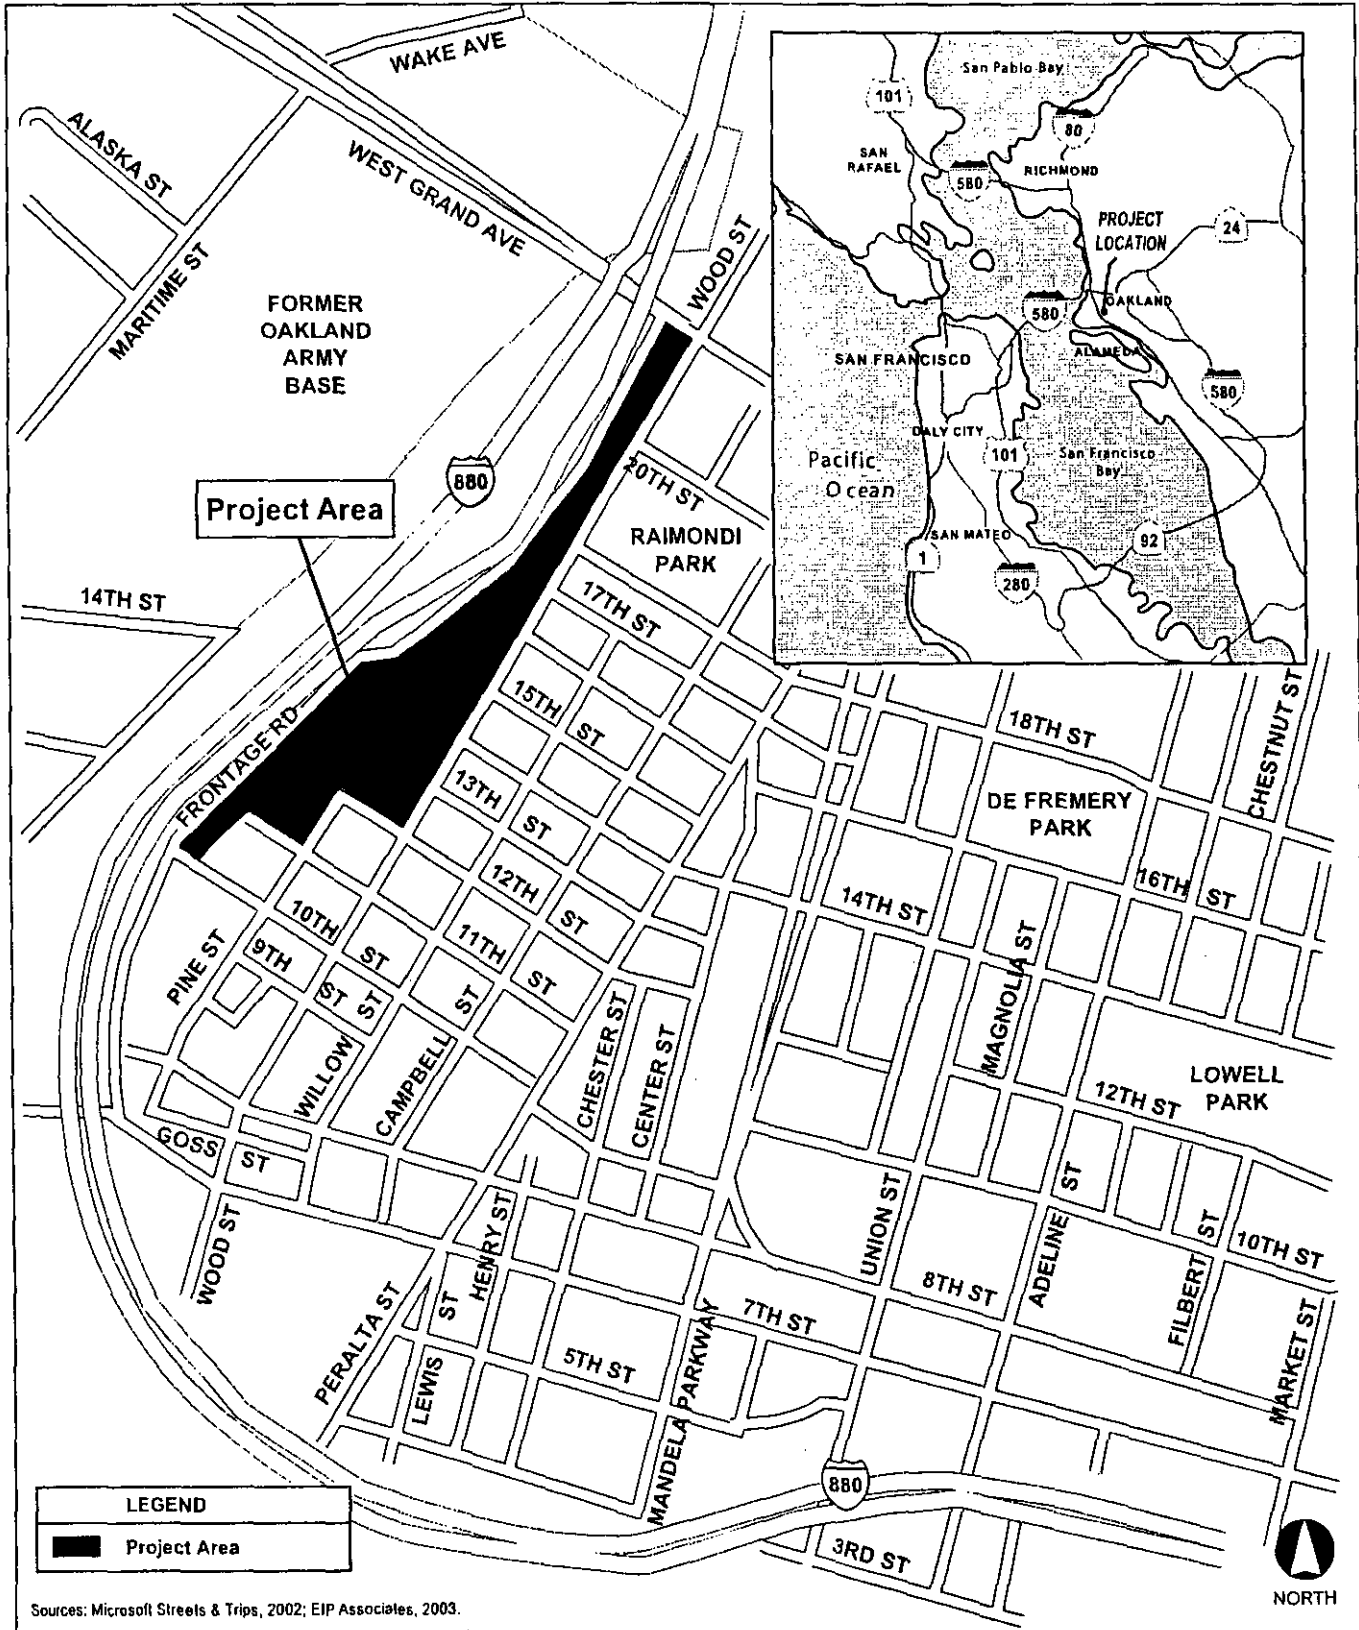 WAKE AVE
ALASKA ST
WEST GRAND AVE
MARITIME ST
WOOD ST
FORMER
OAKLAND
ARMY
BASE
880
Project Area
20TH ST
RAIMONDI
PARK
14TH ST
17TH ST
15TH ST
FRONTAGE RD
13TH ST
12TH ST
10TH ST
11TH ST
9TH ST
PINE ST
WILLOW ST
CAMPBELL ST
CHESTER ST
CENTER ST
GOSS ST
WOOD ST
HENRY ST
PERALTA ST
LEWIS ST
5TH ST
7TH ST
MANDELA PARKWAY
18TH ST
CHESTNUT ST
DE FREMERY
PARK
16TH ST
14TH ST
MAGNOLIA ST
LOWELL
PARK
12TH ST
UNION ST
ADELINE ST
8TH ST
FILBERT ST
10TH ST
MARKET ST
880
3RD ST
San Pablo Bay
101
80
SAN
RAFAEL
580
RICHMOND
PROJECT
LOCATION
24
OAKLAND
580
SAN FRANCISCO
ALAMEDA
580
DALY CITY
101
San Francisco
Bay
Pacific
Ocean
SAN MATEO
92
1
280
LEGEND
Project Area
NORTH
Sources: Microsoft Streets & Trips, 2002; EIP Associates, 2003.